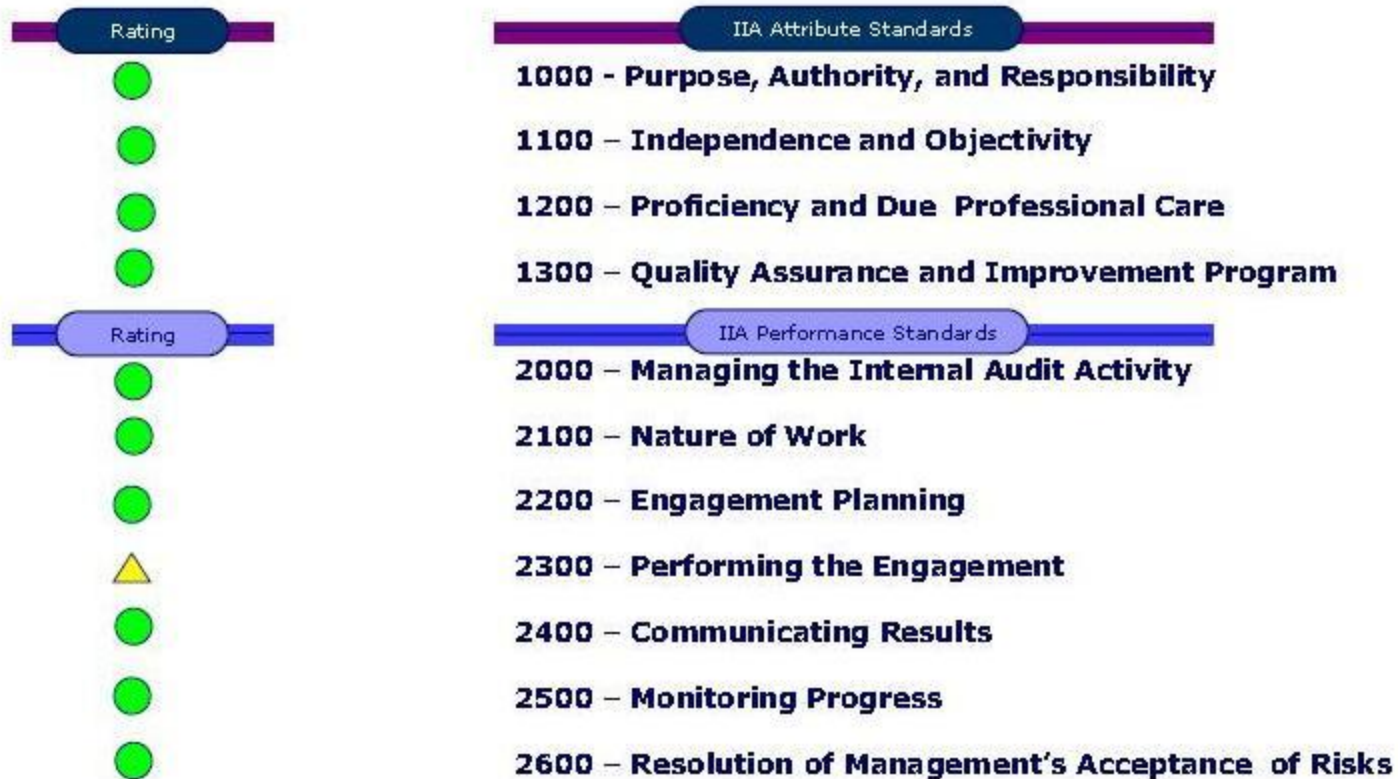 Rating
IIA Attribute Standards
1000 - Purpose, Authority, and Responsibility
1100 – Independence and Objectivity
1200 – Proficiency and Due Professional Care
1300 – Quality Assurance and Improvement Program
Rating
IIA Performance Standards
2000 – Managing the Internal Audit Activity
2100 – Nature of Work
2200 – Engagement Planning
2300 – Performing the Engagement
2400 – Communicating Results
2500 – Monitoring Progress
2600 – Resolution of Management's Acceptance of Risks